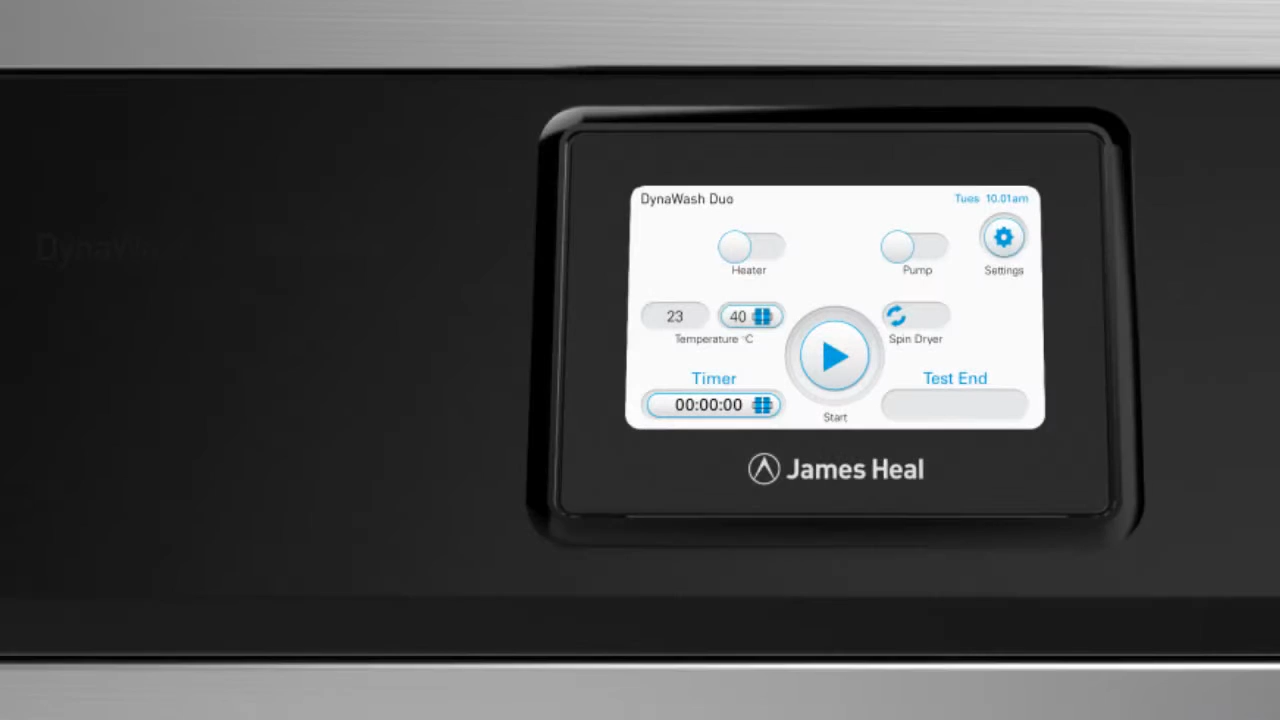 DynaWash Duo
Tues 10.01am
Heater
Pump
Settings
23
40
Temperature °C
Spin Dryer
Timer
Test End
00:00:00
Start
James Heal